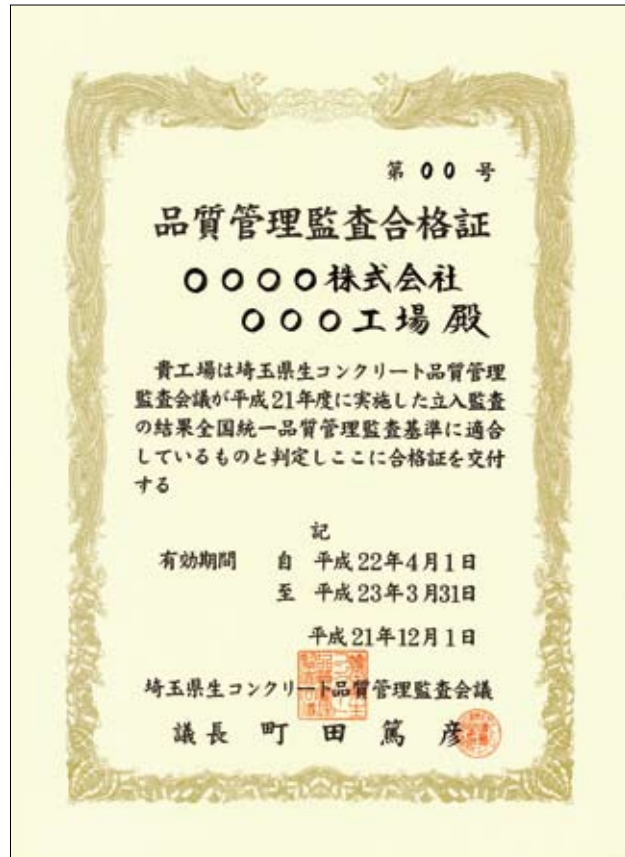 第 00 号
品質管理監査合格証
〇〇〇〇株式会社
〇〇〇工場 殿
貴工場は埼玉県生コンクリート品質管理
監査会議が平成21年度に実施した立入監査
の結果全国統一品質管理監査基準に適合
しているものと判定しここに合格証を交付
する
記
有効期間 自 平成22年4月1日
至 平成23年3月31日
平成21年12月1日
埼玉県生コンクリート品質管理監査会議
議長 町田篤彦